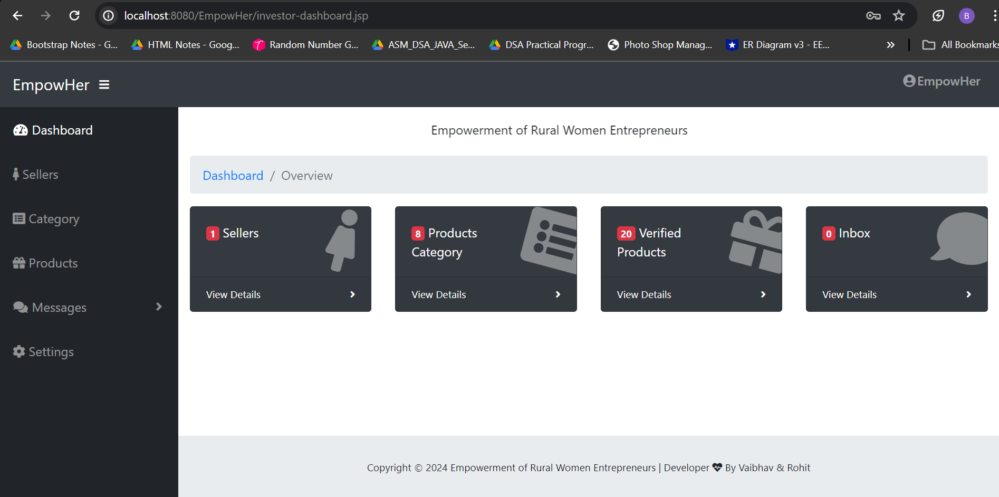 localhost:8080/EmpowHer/investor-dashboard.jsp
B
Bootstrap Notes - G...
HTML Notes - Goog...
Random Number G...
ASM_DSA_JAVA_Se...
DSA Practical Progr...
Photo Shop Manag...
ER Diagram v3 - EE...
All Bookmarks
EmpowHer
EmpowHer
Dashboard
Sellers
Category
Products
Messages
Settings
Empowerment of Rural Women Entrepreneurs
Dashboard / Overview
1 Sellers
View Details
8 Products
Category
View Details
20 Verified
Products
View Details
0 Inbox
View Details
Copyright © 2024 Empowerment of Rural Women Entrepreneurs | Developer By Vaibhav & Rohit